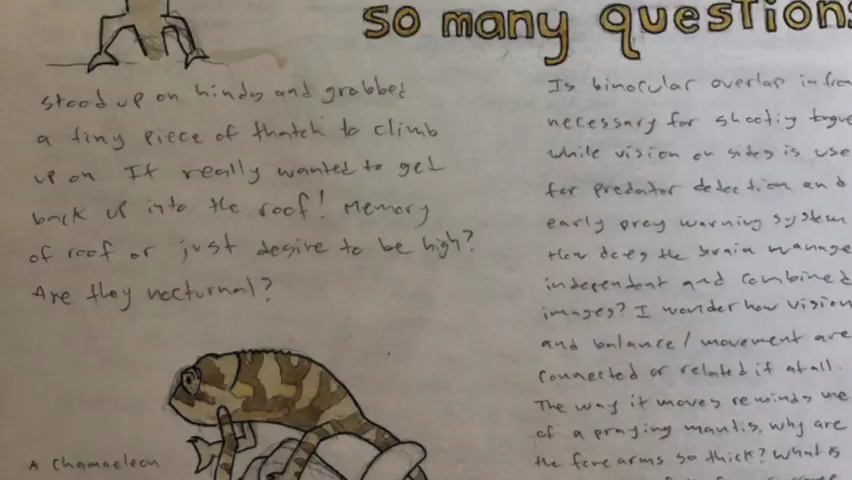 so many questions
stood up on hinds and grabbed
a tiny piece of thatch to climb
up on. It really wanted to get
back up into the roof! Memory
of roof or just desire to be high?
Are they nocturnal?
A Chamaeleon
Is binocular overlap in fron
necessary for shooting tongue
while vision on sides is use
for predator detection and
early prey warning system
How does the brain manage
independent and combined
images? I wonder how vision
and balance/movement are
connected or related if at all.
The way it moves reminds me
of a praying mantis, why are
the forearms so thick? What is